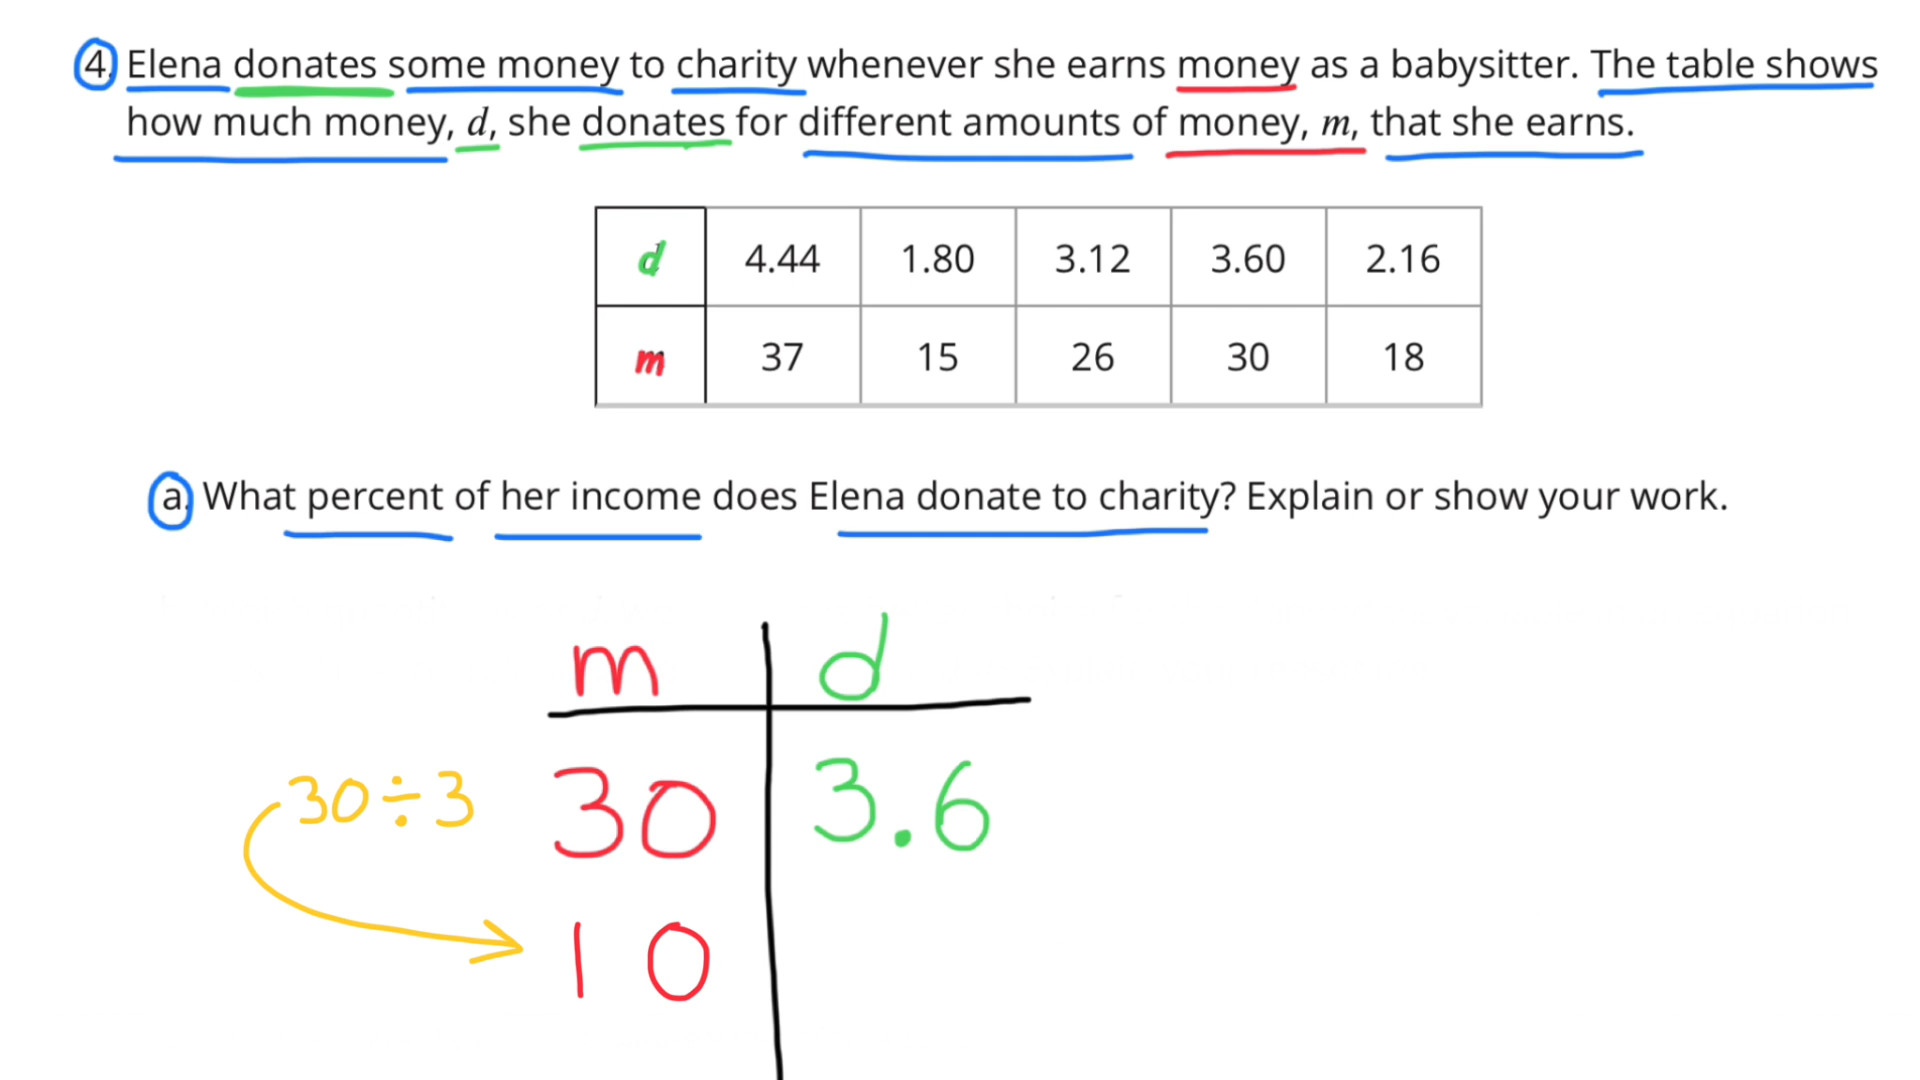 4. Elena donates some money to charity whenever she earns money as a babysitter. The table shows
how much money, d, she donates for different amounts of money, m, that she earns.
d 4.44 1.80 3.12 3.60 2.16
m 37 15 26 30 18
a. What percent of her income does Elena donate to charity? Explain or show your work.
m d
30÷3 30 3.6
10